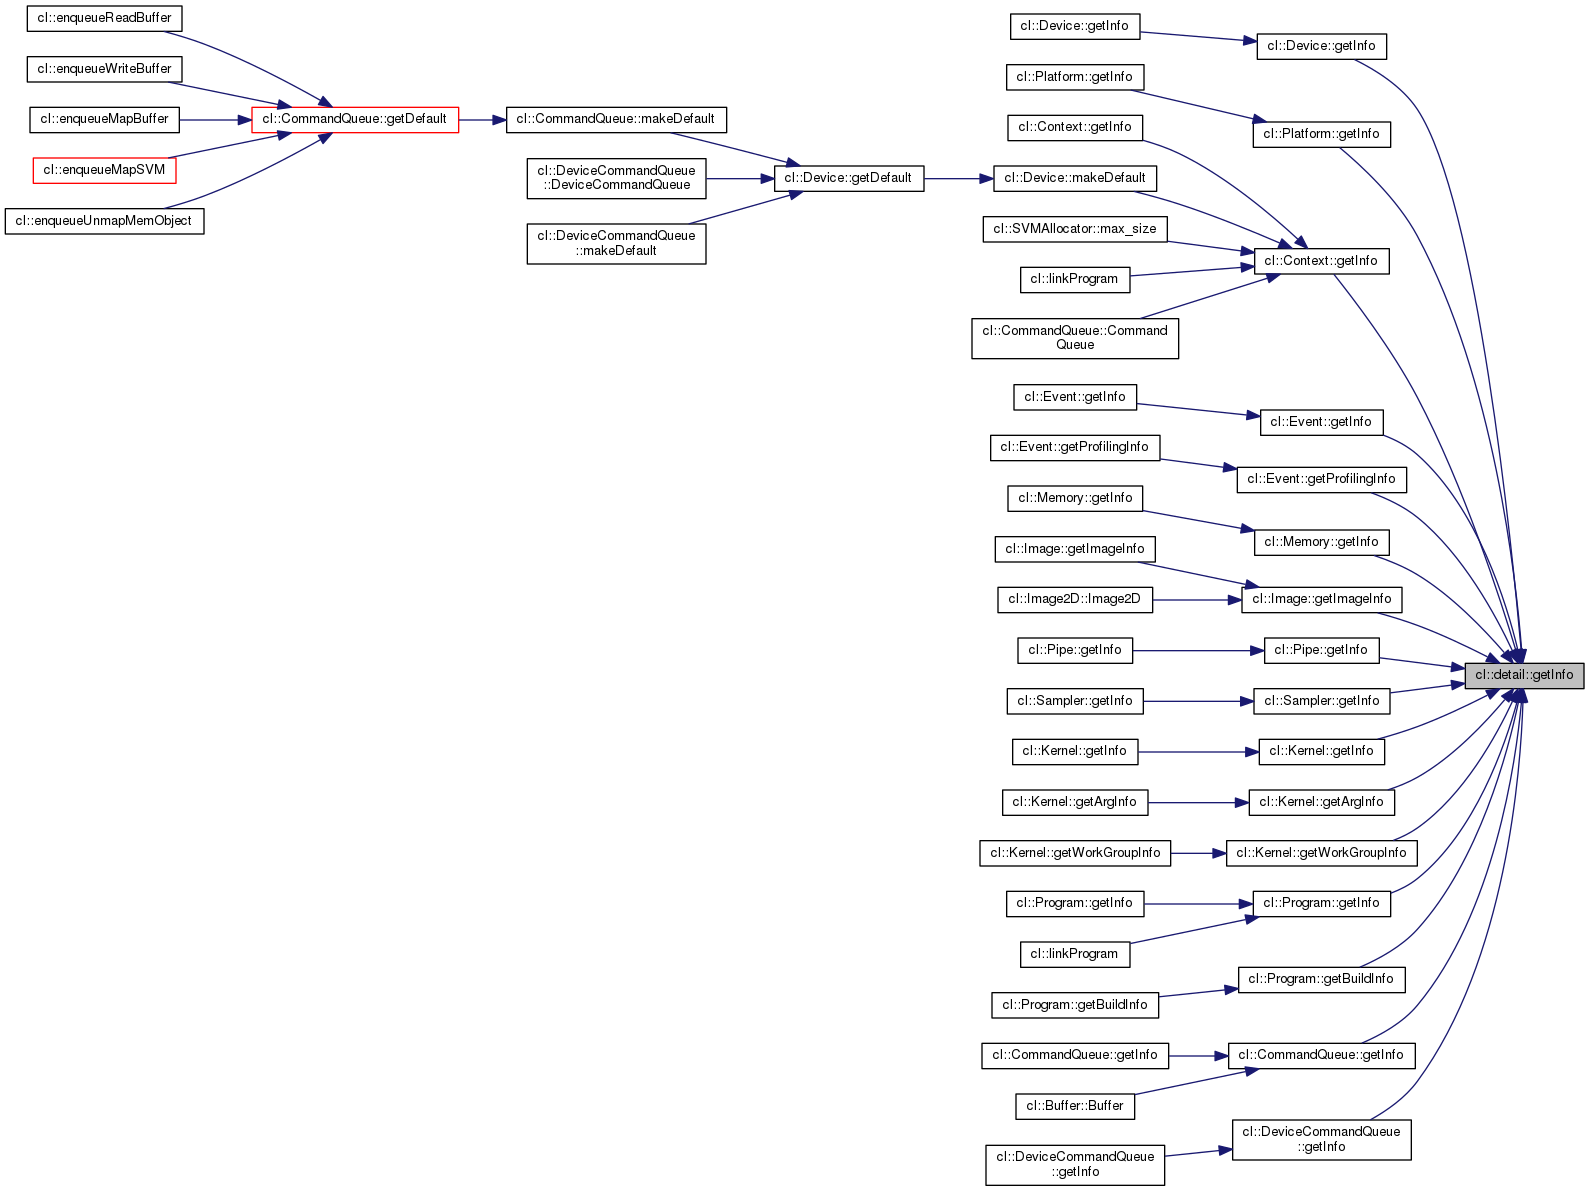 cl::enqueueReadBuffer
cl::enqueueWriteBuffer
cl::enqueueMapBuffer
cl::enqueueMapSVM
cl::enqueueUnmapMemObject
cl::CommandQueue::getDefault
cl::CommandQueue::makeDefault
cl::DeviceCommandQueue
::DeviceCommandQueue
cl::DeviceCommandQueue
::makeDefault
cl::Device::getDefault
cl::Device::getInfo
cl::Platform::getInfo
cl::Context::getInfo
cl::Device::makeDefault
cl::SVMAllocator::max_size
cl::linkProgram
cl::CommandQueue::Command
Queue
cl::Event::getInfo
cl::Event::getProfilingInfo
cl::Memory::getInfo
cl::Image::getImageInfo
cl::Image2D::Image2D
cl::Pipe::getInfo
cl::Sampler::getInfo
cl::Kernel::getInfo
cl::Kernel::getArgInfo
cl::Kernel::getWorkGroupInfo
cl::Program::getInfo
cl::linkProgram
cl::Program::getBuildInfo
cl::CommandQueue::getInfo
cl::Buffer::Buffer
cl::DeviceCommandQueue
::getInfo
cl::Device::getInfo
cl::Platform::getInfo
cl::Context::getInfo
cl::Event::getInfo
cl::Event::getProfilingInfo
cl::Memory::getInfo
cl::Image::getImageInfo
cl::Pipe::getInfo
cl::Sampler::getInfo
cl::Kernel::getInfo
cl::Kernel::getArgInfo
cl::Kernel::getWorkGroupInfo
cl::Program::getInfo
cl::Program::getBuildInfo
cl::CommandQueue::getInfo
cl::DeviceCommandQueue
::getInfo
cl::detail::getInfo